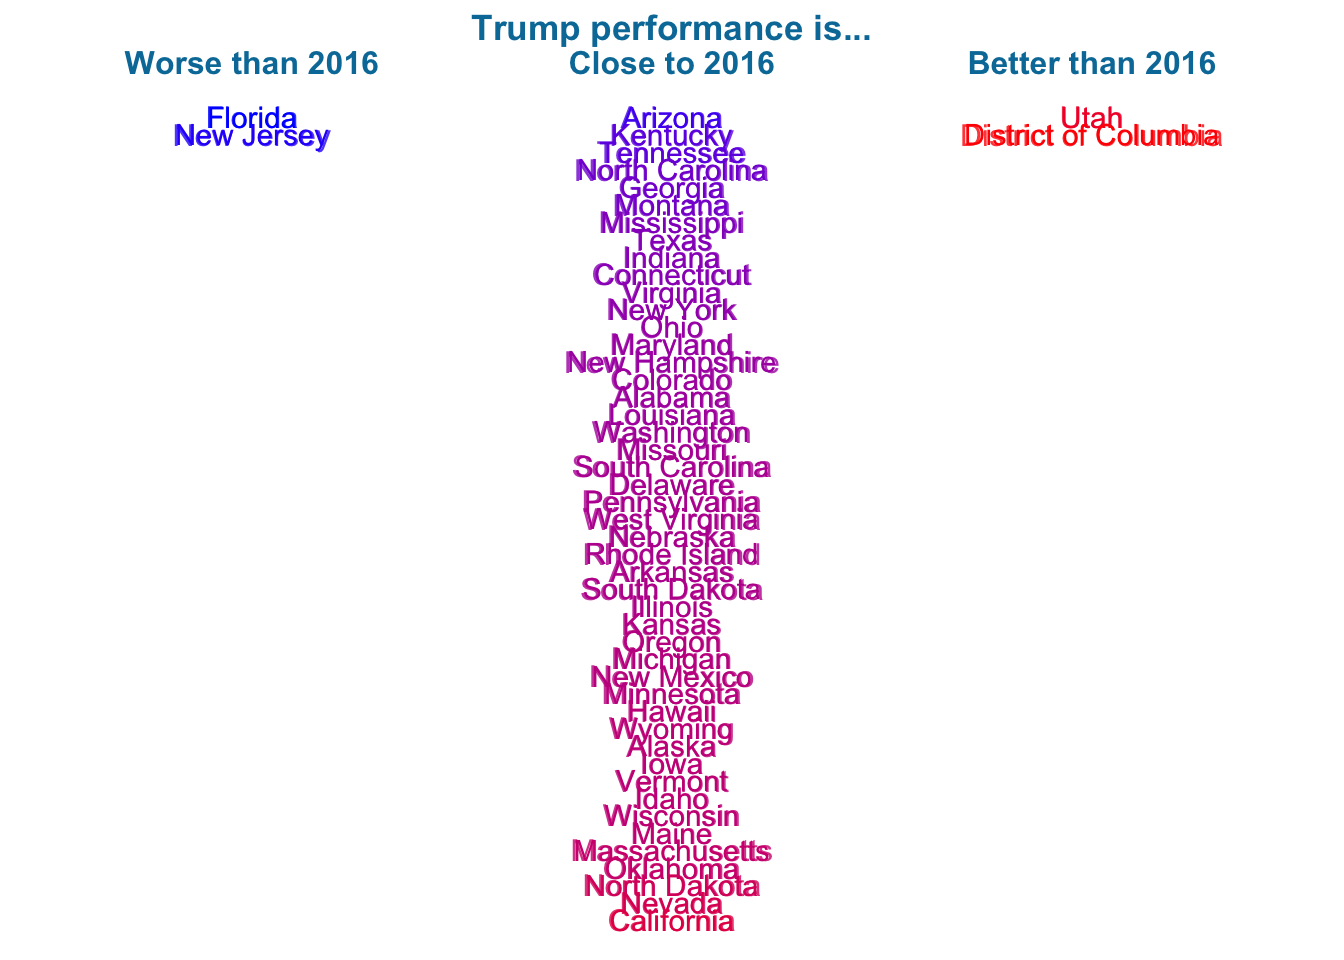 Trump performance is...
Worse than 2016 Close to 2016 Better than 2016
Florida Arizona Utah
New Jersey Kentucky District of Columbia
Tennessee
North Carolina
Georgia
Montana
Mississippi
Texas
Indiana
Connecticut
Virginia
New York
Ohio
Maryland
New Hampshire
Colorado
Alabama
Louisiana
Washington
Missouri
South Carolina
Delaware
Pennsylvania
West Virginia
Nebraska
Rhode Island
Arkansas
South Dakota
Illinois
Kansas
Oregon
Michigan
New Mexico
Minnesota
Hawaii
Wyoming
Alaska
Iowa
Vermont
Idaho
Wisconsin
Maine
Massachusetts
Oklahoma
North Dakota
Nevada
California